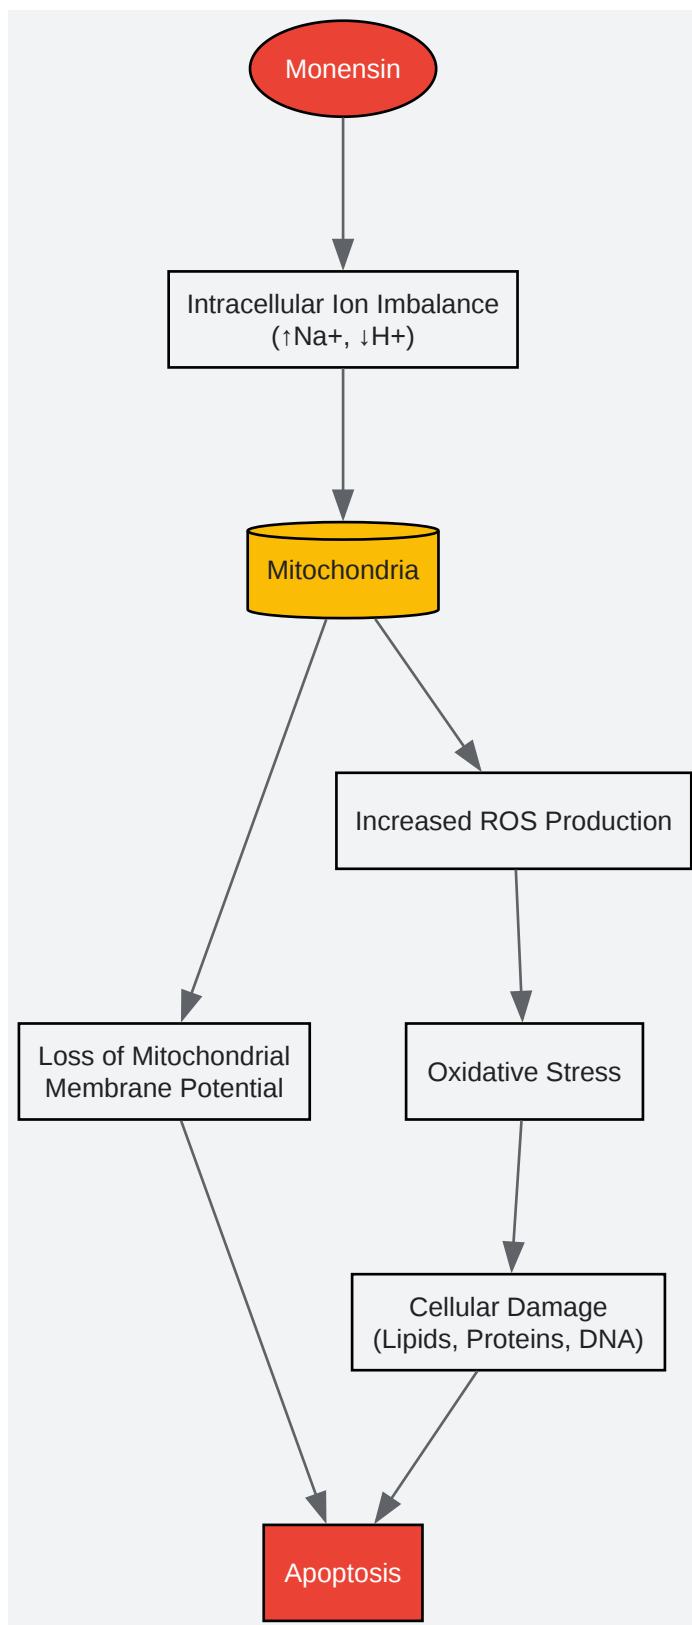 Monensin
Intracellular Ion Imbalance
(↑Na+, ↓H+)
Mitochondria
Increased ROS Production
Loss of Mitochondrial
Membrane Potential
Oxidative Stress
Cellular Damage
(Lipids, Proteins, DNA)
Apoptosis